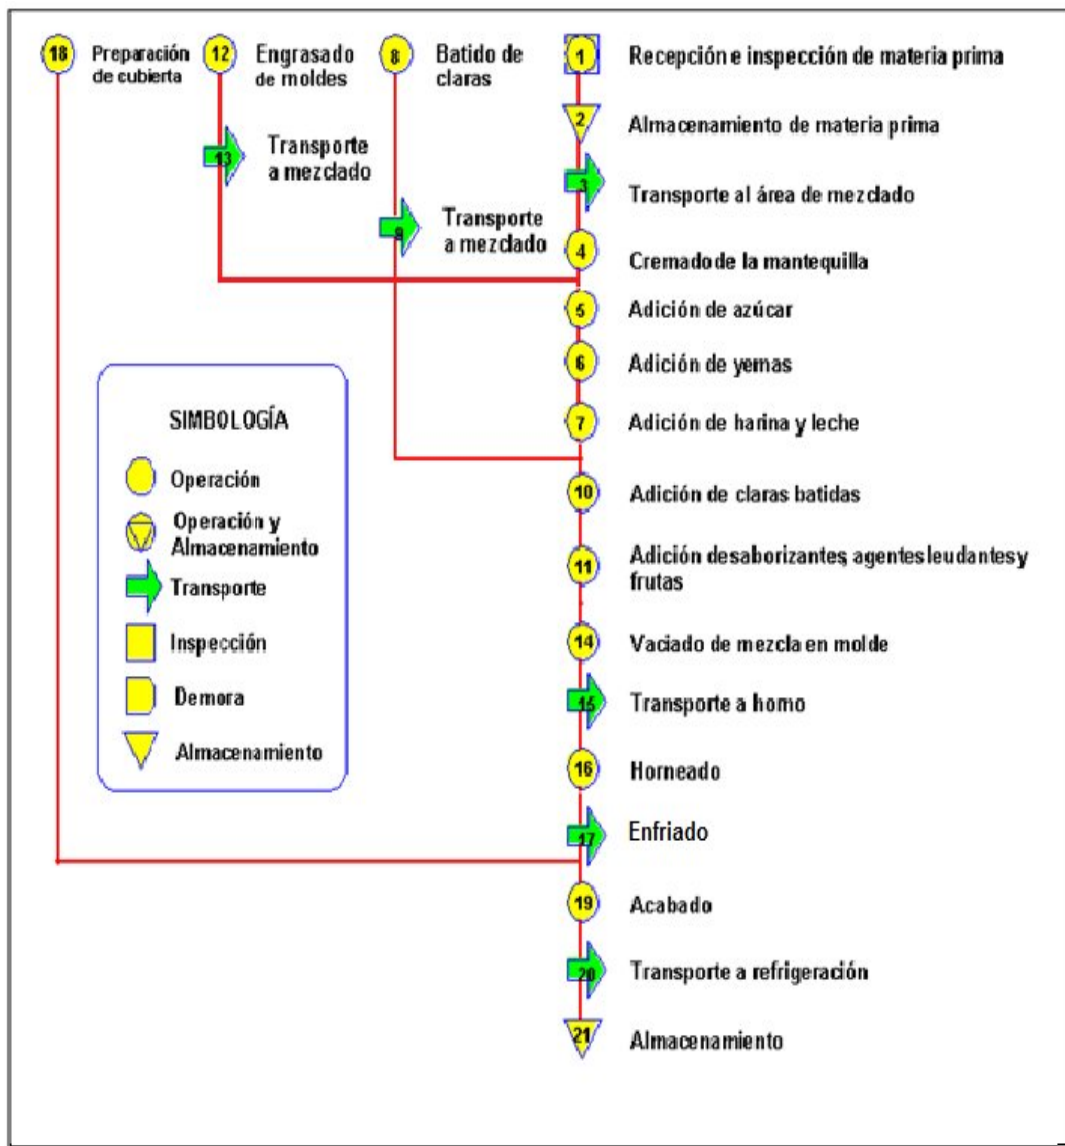 18 Preparación
de cubierta
12 Engrasado
de moldes
8 Batido de
claras
1 Recepción e inspección de materia prima
2 Almacenamiento de materia prima
13 Transporte
a mezclado
3 Transporte al área de mezclado
9 Transporte
a mezclado
4 Cremado de la mantequilla
5 Adición de azúcar
6 Adición de yemas
7 Adición de harina y leche
SIMBOLOGÍA
Operación
Operación y
Almacenamiento
Transporte
Inspección
Demora
Almacenamiento
10 Adición de claras batidas
11 Adición desaborizantes, agentes leudantes y
frutas
14 Vaciado de mezcla en molde
15 Transporte a horno
16 Horneado
17 Enfriado
19 Acabado
20 Transporte a refrigeración
21 Almacenamiento